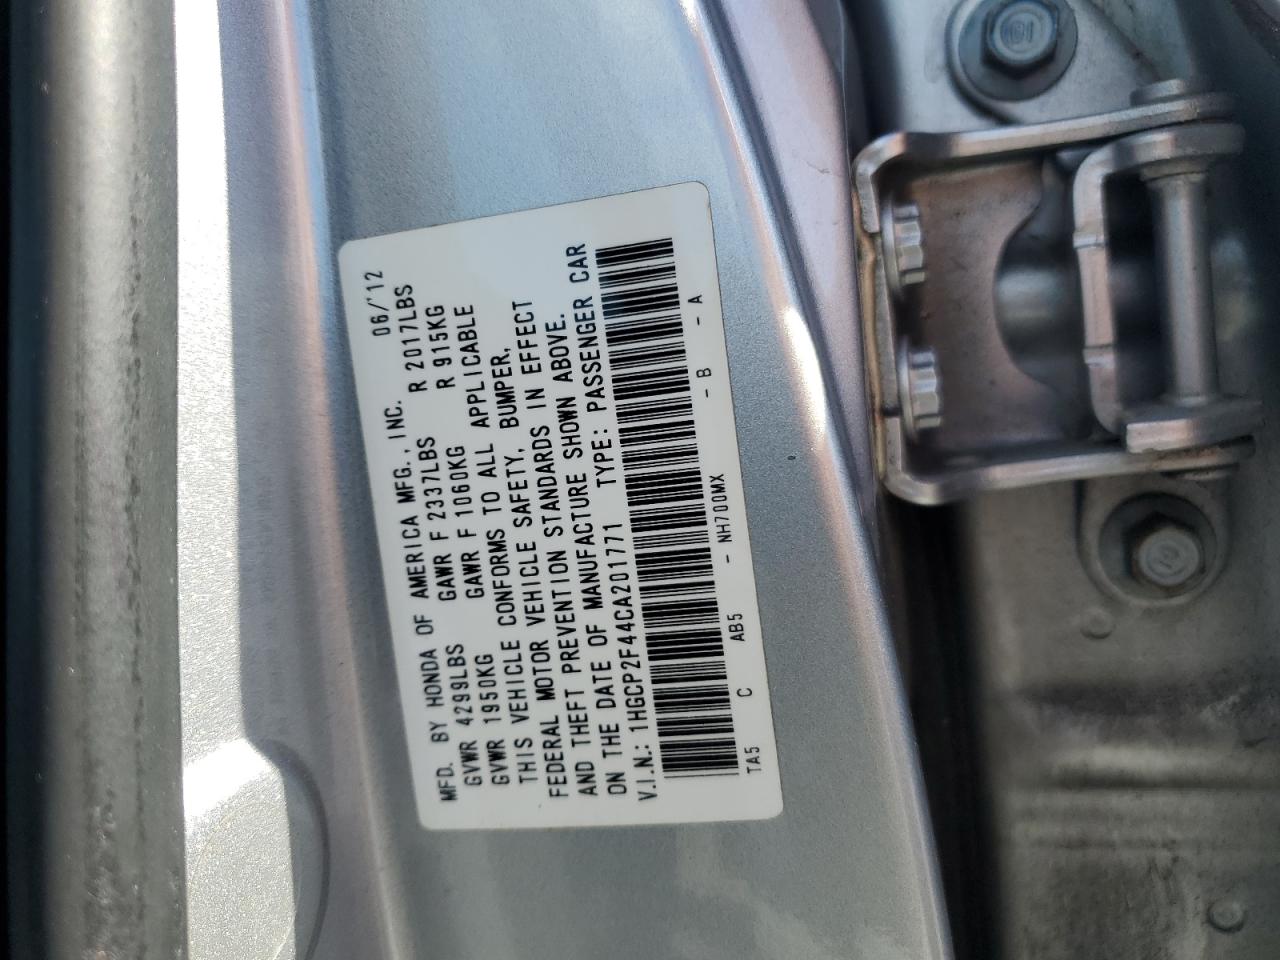 MFD. BY HONDA OF AMERICA MFG., INC. 06/'12
GVWR 4299LBS GAWR F 2337LBS R 2017LBS
GVWR 1950KG GAWR F 1060KG R 915KG
THIS VEHICLE CONFORMS TO ALL APPLICABLE
FEDERAL MOTOR VEHICLE SAFETY, BUMPER,
AND THEFT PREVENTION STANDARDS IN EFFECT
ON THE DATE OF MANUFACTURE SHOWN ABOVE.
V.I.N.: 1HGCP2F44CA201771 TYPE: PASSENGER CAR
TA5 C AB5 - NH700MX - B - A